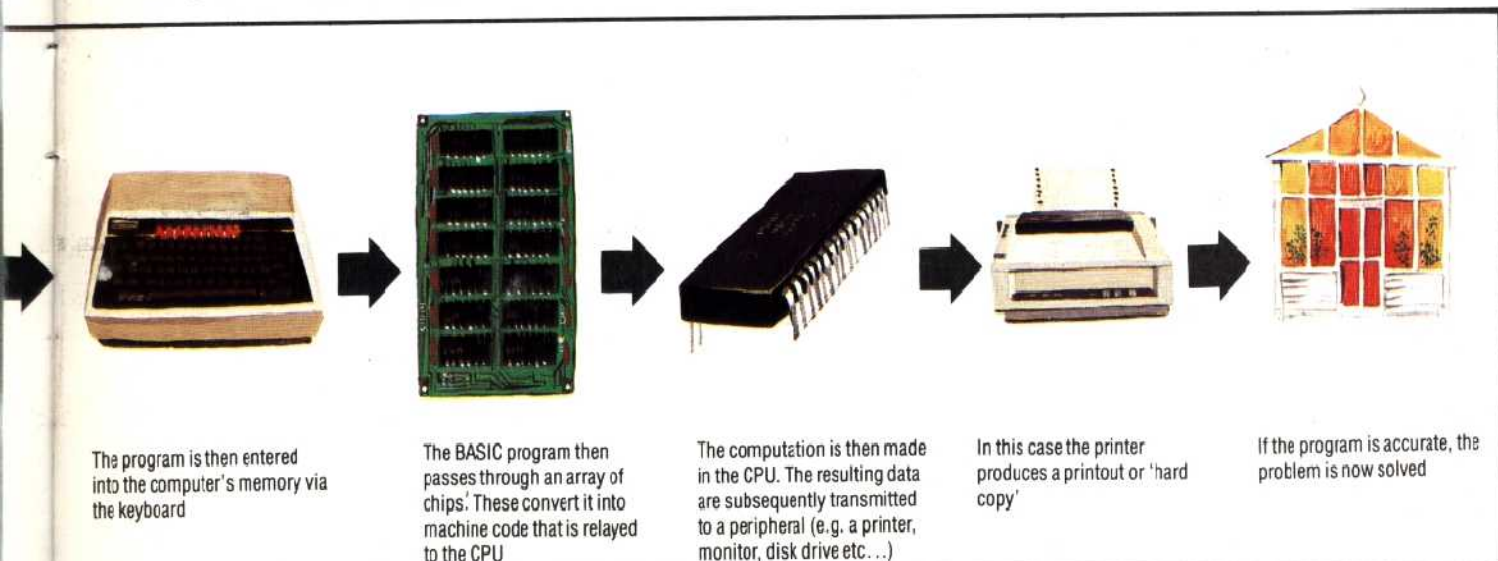 The program is then entered
into the computer's memory via
the keyboard
The BASIC program then
passes through an array of
chips.' These convert it into
machine code that is relayed
to the CPU
The computation is then made
in the CPU. The resulting data
are subsequently transmitted
to a peripheral (e.g. a printer,
monitor, disk drive etc...)
In this case the printer
produces a printout or 'hard
copy'
If the program is accurate, the
problem is now solved